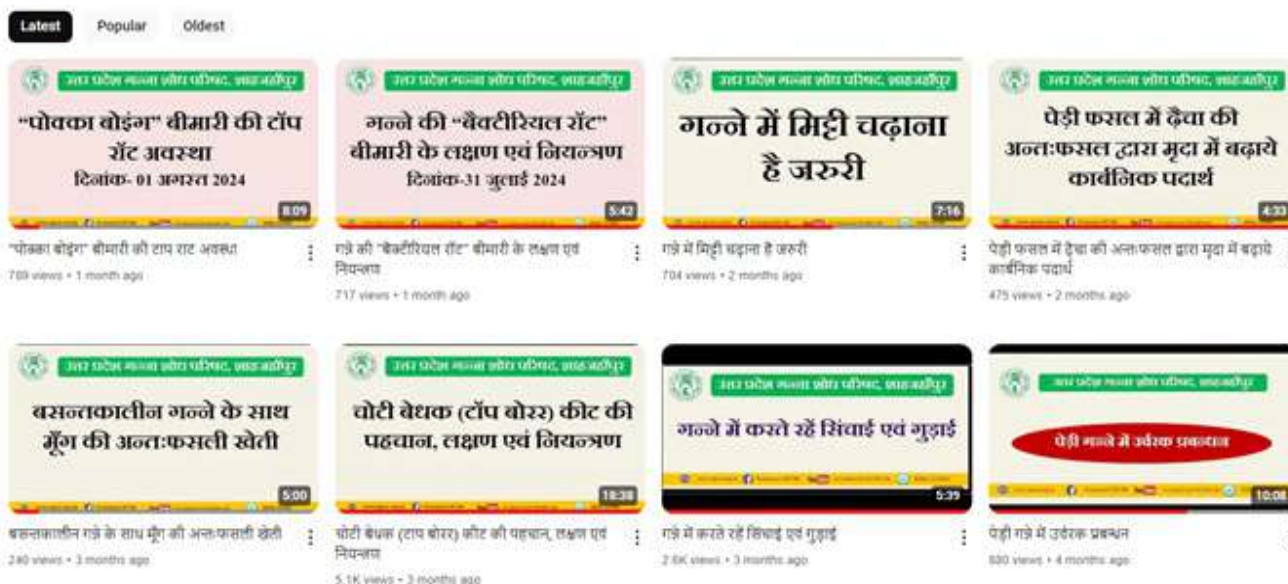 Latest
Popular
Oldest
उत्तर प्रदेश गन्ना शोध परिषद, शाहजहाँपुर
“पोक्का बोइंग” बीमारी की टॉप
रॉट अवस्था
दिनांक- 01 अगस्त 2024
8:09
"पोक्का बोइंग" बीमारी की टाप राट अवस्था
789 views • 1 month ago
उत्तर प्रदेश गन्ना शोध परिषद, शाहजहाँपुर
गन्ने की “बैक्टीरियल रॉट”
बीमारी के लक्षण एवं नियन्त्रण
दिनांक-31 जुलाई 2024
5:42
गन्ने की "बैक्टीरियल रॉट" बीमारी के लक्षण एवं
नियन्त्रण
717 views • 1 month ago
उत्तर प्रदेश गन्ना शोध परिषद, शाहजहाँपुर
गन्ने में मिट्टी चढ़ाना
है जरुरी
7:16
गन्ने में मिट्टी चढ़ाना है जरुरी
704 views • 2 months ago
उत्तर प्रदेश गन्ना शोध परिषद, शाहजहाँपुर
पेड़ी फसल में ढ़ैचा की
अन्तःफसल द्वारा मृदा में बढ़ाये
कार्बनिक पदार्थ
4:33
पेड़ी फसल में ढ़ैचा की अन्तःफसल द्वारा मृदा में बढ़ाये
कार्बनिक पदार्थ
475 views • 2 months ago
उत्तर प्रदेश गन्ना शोध परिषद, शाहजहाँपुर
बसन्तकालीन गन्ने के साथ
मूँग की अन्तःफसली खेती
5:00
बसन्तकालीन गन्ने के साथ मूँग की अन्तःफसली खेती
240 views • 3 months ago
उत्तर प्रदेश गन्ना शोध परिषद, शाहजहाँपुर
चोटी बेधक (टॉप बोरर) कीट की
पहचान, लक्षण एवं नियन्त्रण
18:38
चोटी बेधक (टाप बोरर) कीट की पहचान, लक्षण एवं
नियन्त्रण
5.1K views • 3 months ago
उत्तर प्रदेश गन्ना शोध परिषद, शाहजहाँपुर
गन्ने में करते रहें सिंचाई एवं गुड़ाई
5:39
गन्ने में करते रहें सिंचाई एवं गुड़ाई
2.6K views • 3 months ago
उत्तर प्रदेश गन्ना शोध परिषद, शाहजहाँपुर
पेड़ी गन्ने में उर्वरक प्रबन्धन
10:08
पेड़ी गन्ने में उर्वरक प्रबन्धन
880 views • 4 months ago